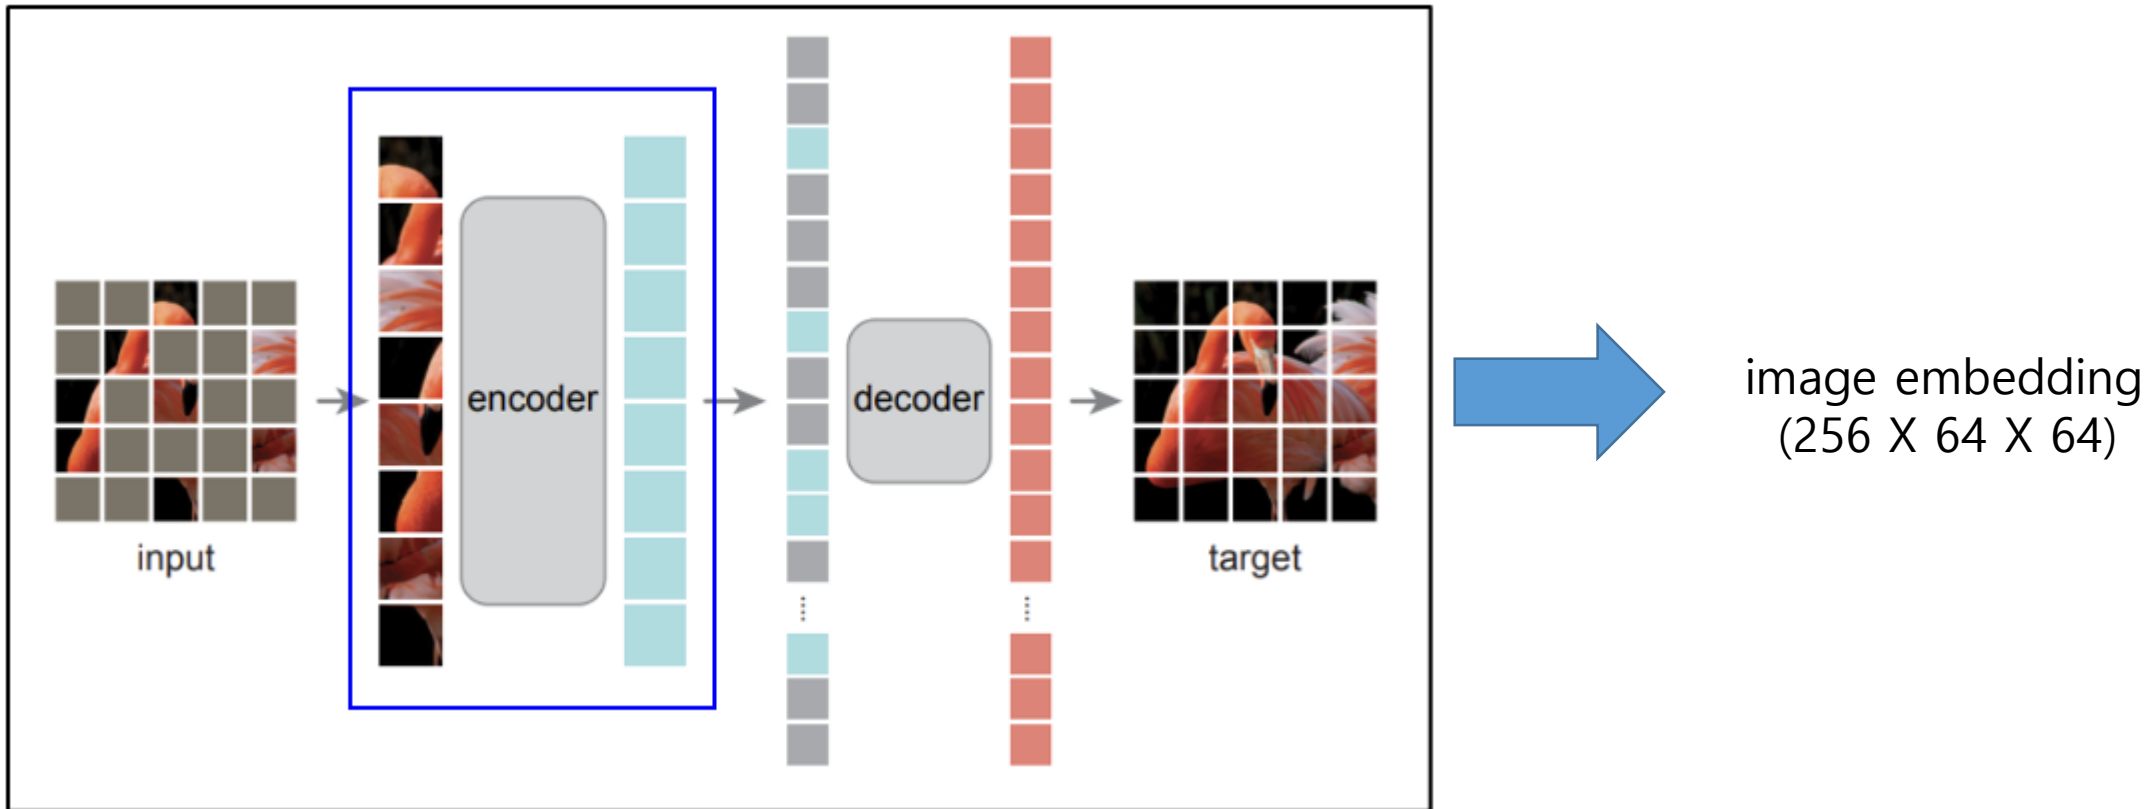 input
encoder
decoder
target
image embedding
(256 X 64 X 64)